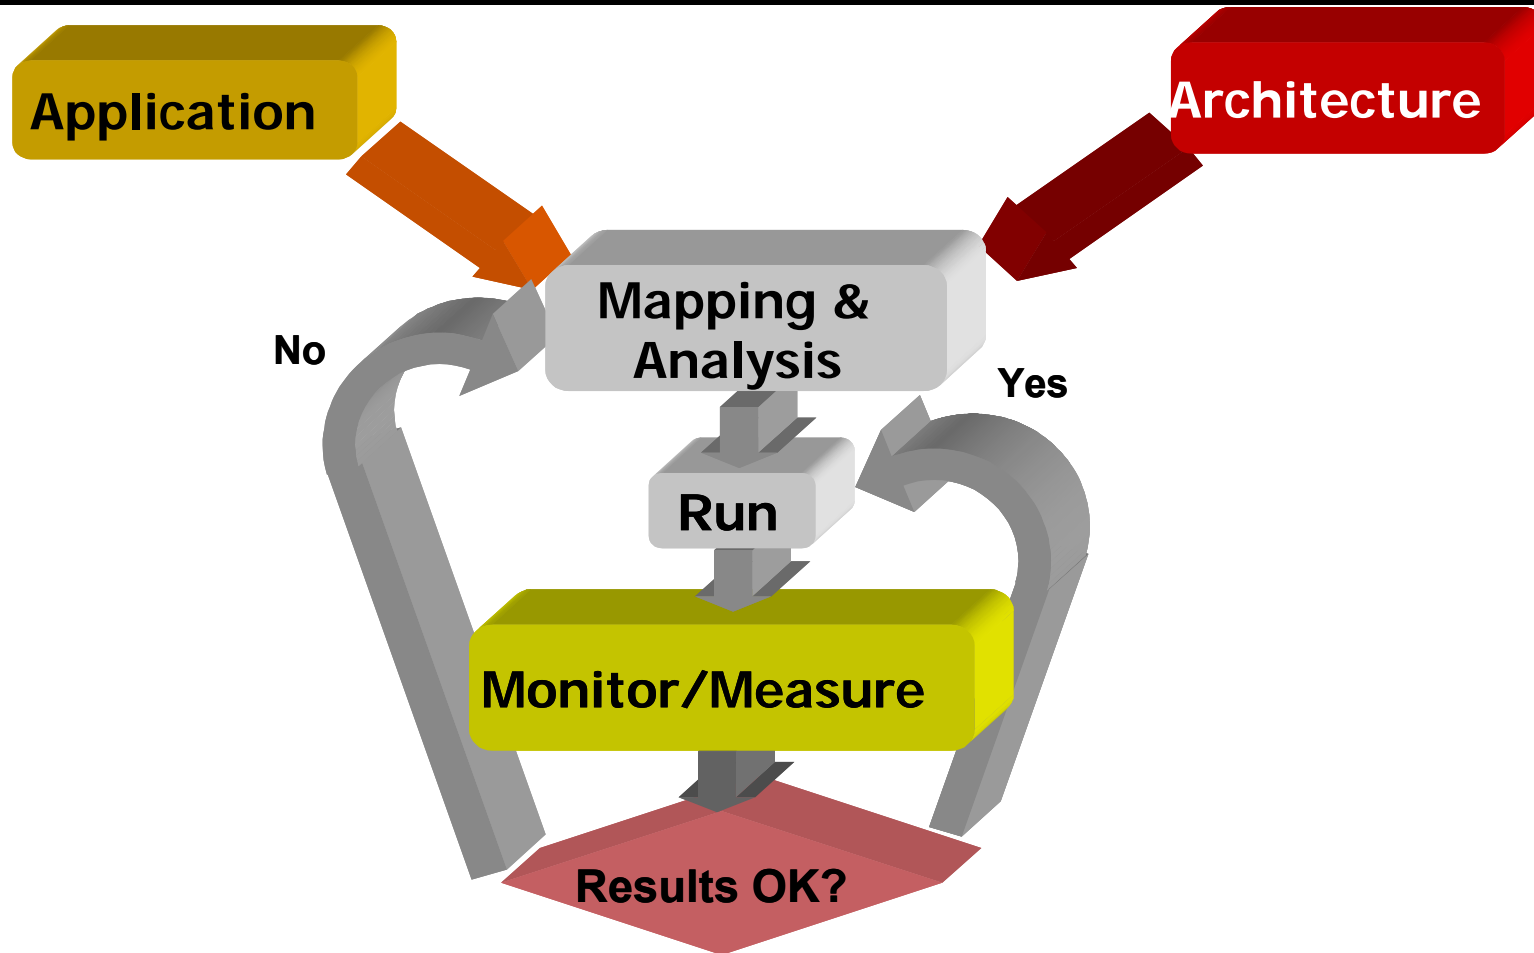 Application
Architecture
Mapping &
Analysis
No
Yes
Run
Monitor/Measure
Results OK?